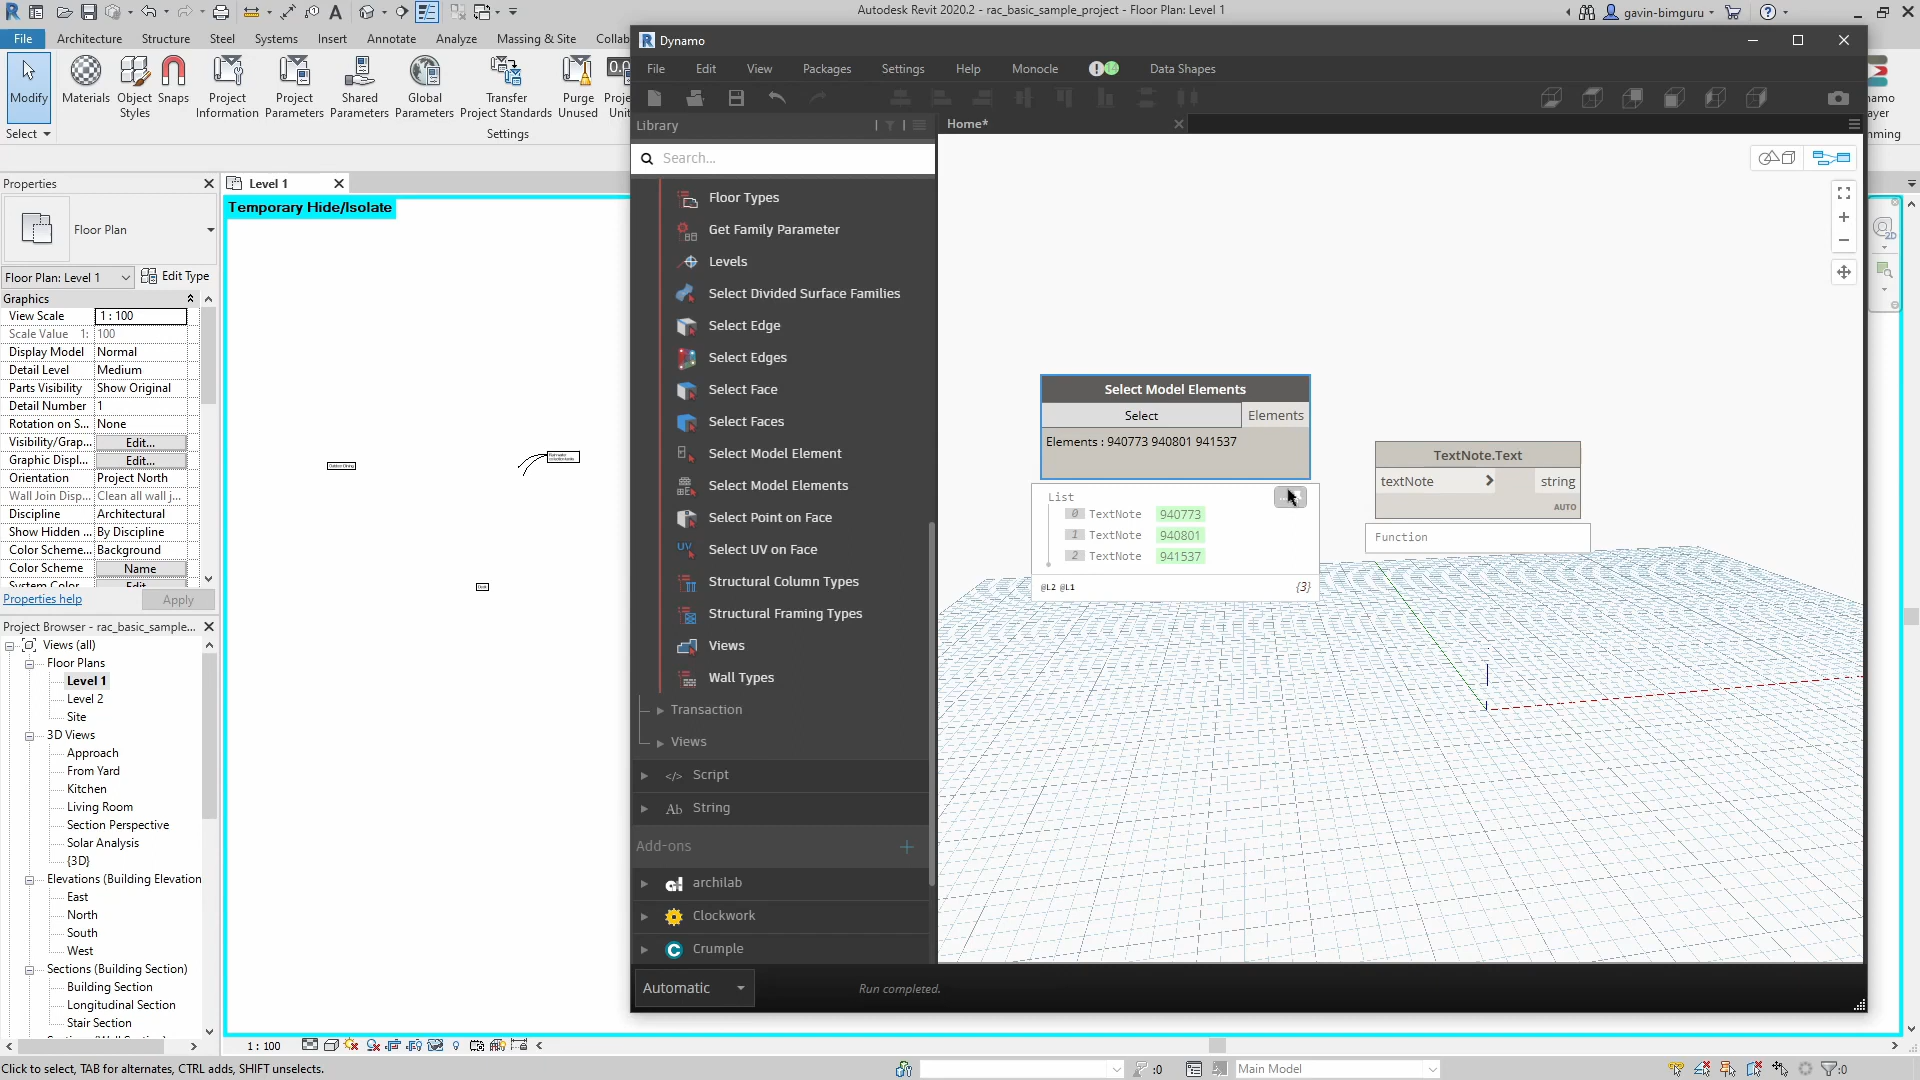 Autodesk Revit 2020.2 - rac_basic_sample_project - Floor Plan: Level 1
gavin-bimguru
File
Architecture
Structure
Steel
Systems
Insert
Annotate
Analyze
Massing & Site
Collab
Modify
Materials
Object
Styles
Snaps
Project
Information
Project
Parameters
Shared
Parameters
Global
Parameters
Transfer
Project Standards
Purge
Unused
Proje
Unit
Select
Settings
namo
ayer
mming
Properties
Floor Plan
Floor Plan: Level 1
Edit Type
Graphics
View Scale 1 : 100
Scale Value 1: 100
Display Model Normal
Detail Level Medium
Parts Visibility Show Original
Detail Number 1
Rotation on S... None
Visibility/Grap... Edit...
Graphic Displ... Edit...
Orientation Project North
Wall Join Disp... Clean all wall j...
Discipline Architectural
Show Hidden ... By Discipline
Color Scheme... Background
Color Scheme Name
System Color Edit
Properties help
Apply
Project Browser - rac_basic_sample...
Views (all)
Floor Plans
Level 1
Level 2
Site
3D Views
Approach
From Yard
Kitchen
Living Room
Section Perspective
Solar Analysis
{3D}
Elevations (Building Elevation
East
North
South
West
Sections (Building Section)
Building Section
Longitudinal Section
Stair Section
Level 1
Temporary Hide/Isolate
1 : 100
Dynamo
File
Edit
View
Packages
Settings
Help
Monocle
Data Shapes
Library
Search...
Floor Types
Get Family Parameter
Levels
Select Divided Surface Families
Select Edge
Select Edges
Select Face
Select Faces
Select Model Element
Select Model Elements
Select Point on Face
UV Select UV on Face
Structural Column Types
Structural Framing Types
Views
Wall Types
Transaction
Views
Script
Ab String
Add-ons
archilab
Clockwork
Crumple
Automatic
Run completed.
Home*
Select Model Elements
Select
Elements
Elements : 940773 940801 941537
List
0 TextNote 940773
1 TextNote 940801
2 TextNote 941537
@L2 @L1 {3}
TextNote.Text
textNote > string
AUTO
Function
2D
Click to select, TAB for alternates, CTRL adds, SHIFT unselects.
:0
Main Model
:0